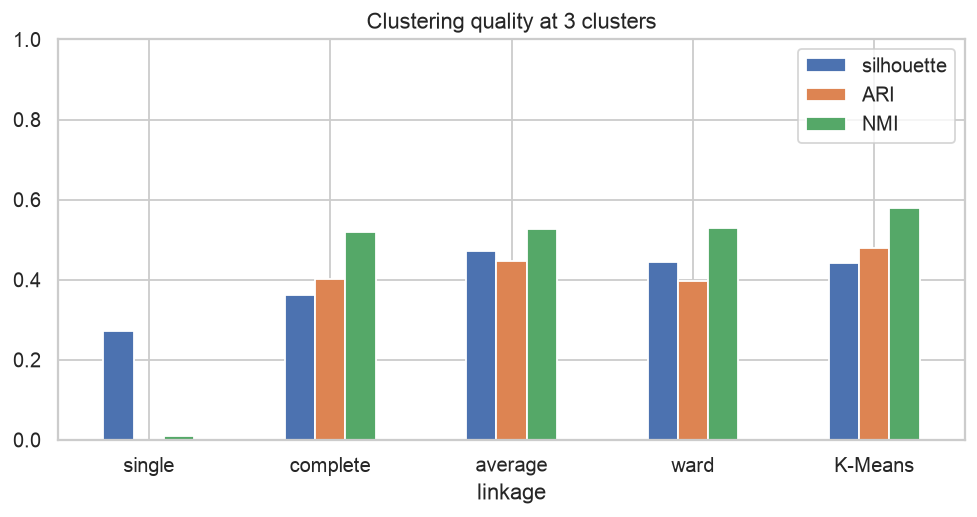 Clustering quality at 3 clusters
1.0
0.8
0.6
0.4
0.2
0.0
silhouette
ARI
NMI
single complete average ward K-Means
linkage